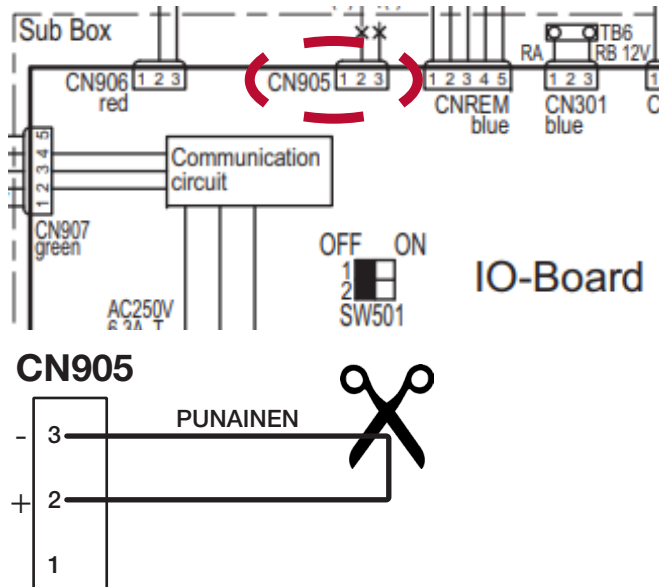 Sub Box
TB6
RA
RB 12V
CN906
1 2 3
CN905
1 2 3
1 2 3 4 5
1 2 3
1
red
CNREM
blue
CN301
blue
C
5
4
3
2
1
Communication
circuit
CN907
green
OFF ON
1
2
SW501
IO-Board
AC250V
6.3A T
CN905
PUNAINEN
- 3
+ 2
1